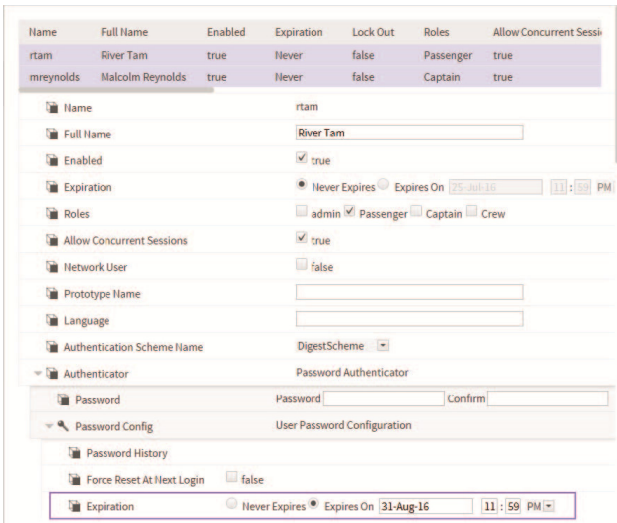 Name Full Name Enabled Expiration Lock Out Roles Allow Concurrent Sessi
rtam River Tam true Never false Passenger true
mreynolds Malcolm Reynolds true Never false Captain true
Name rtam
Full Name River Tam
Enabled true
Expiration Never Expires Expires On 25-Jul-16 11 : 59 PM
Roles admin Passenger Captain Crew
Allow Concurrent Sessions true
Network User false
Prototype Name
Language
Authentication Scheme Name DigestScheme
Authenticator Password Authenticator
Password Password Confirm
Password Config User Password Configuration
Password History
Force Reset At Next Login false
Expiration Never Expires Expires On 31-Aug-16 11 : 59 PM